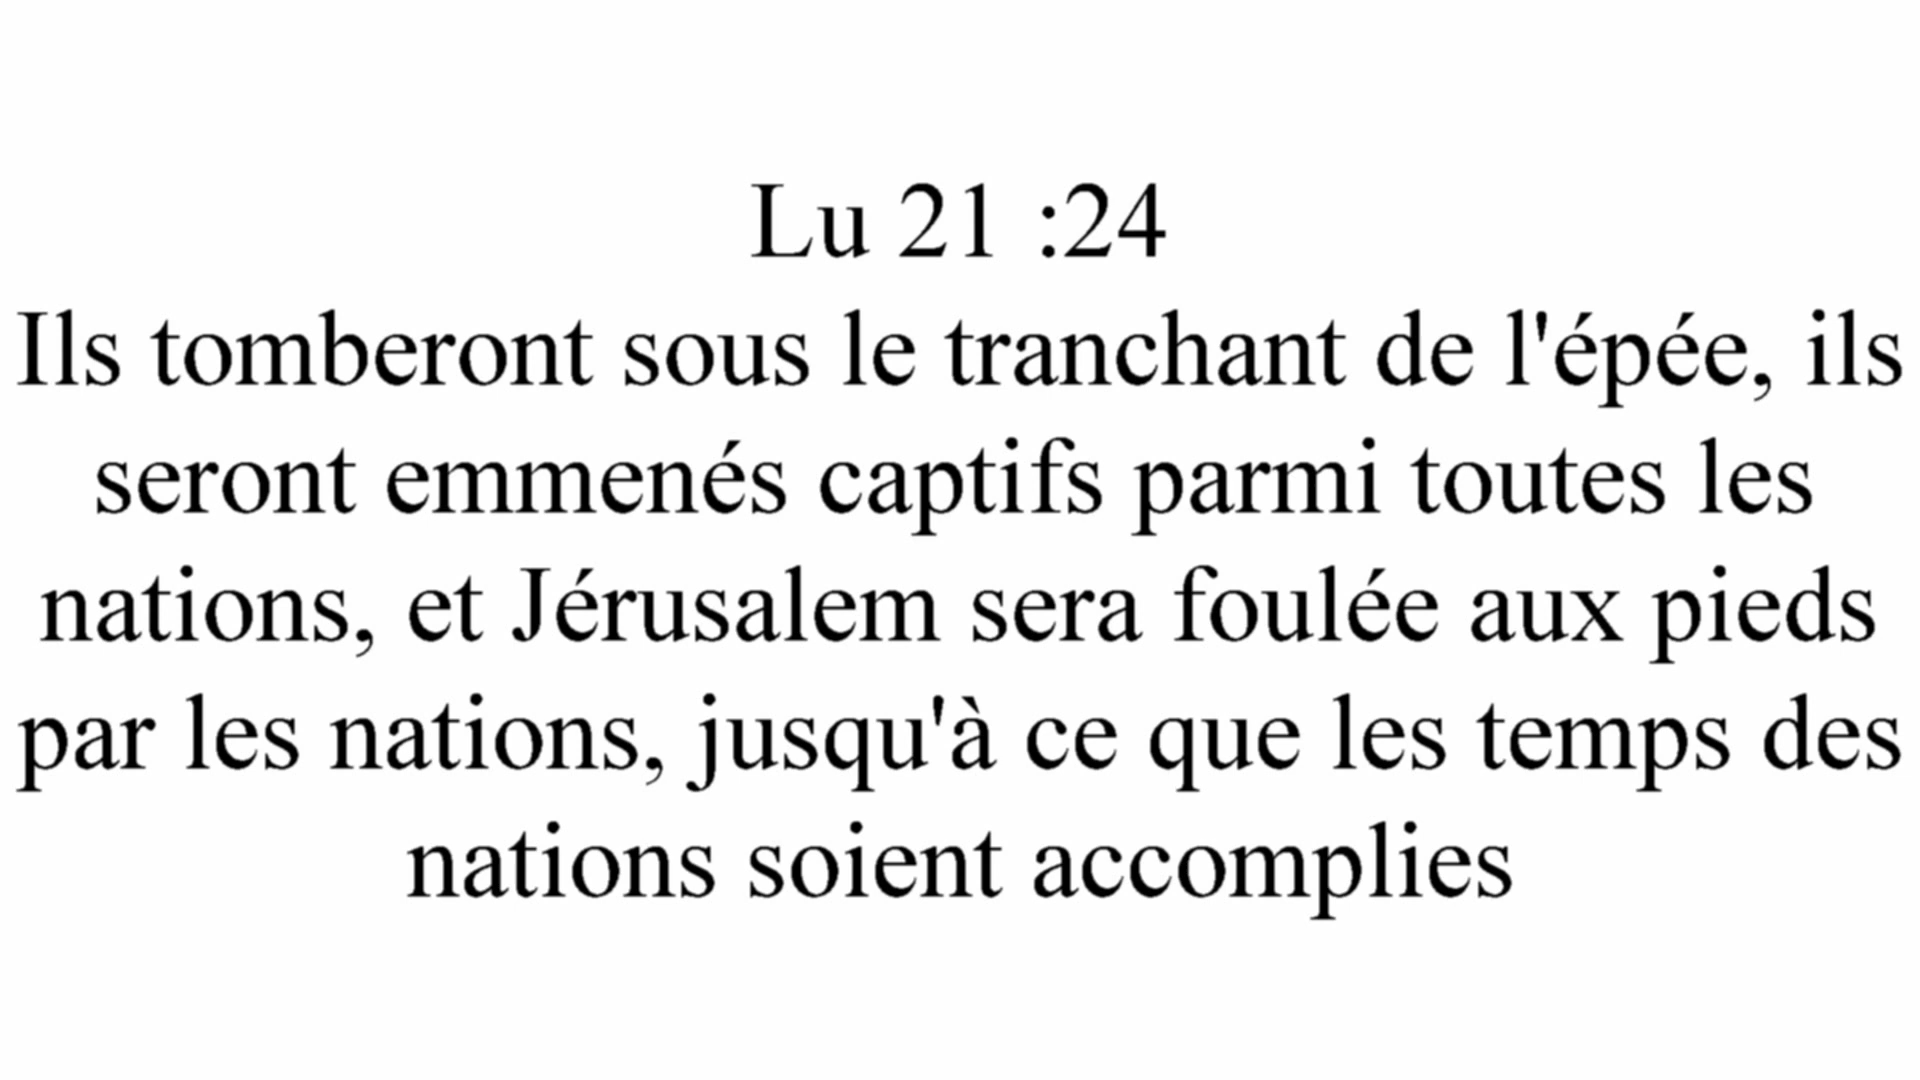 Lu 21 :24
Ils tomberont sous le tranchant de l'épée, ils
seront emmenés captifs parmi toutes les
nations, et Jérusalem sera foulée aux pieds
par les nations, jusqu'à ce que les temps des
nations soient accomplies